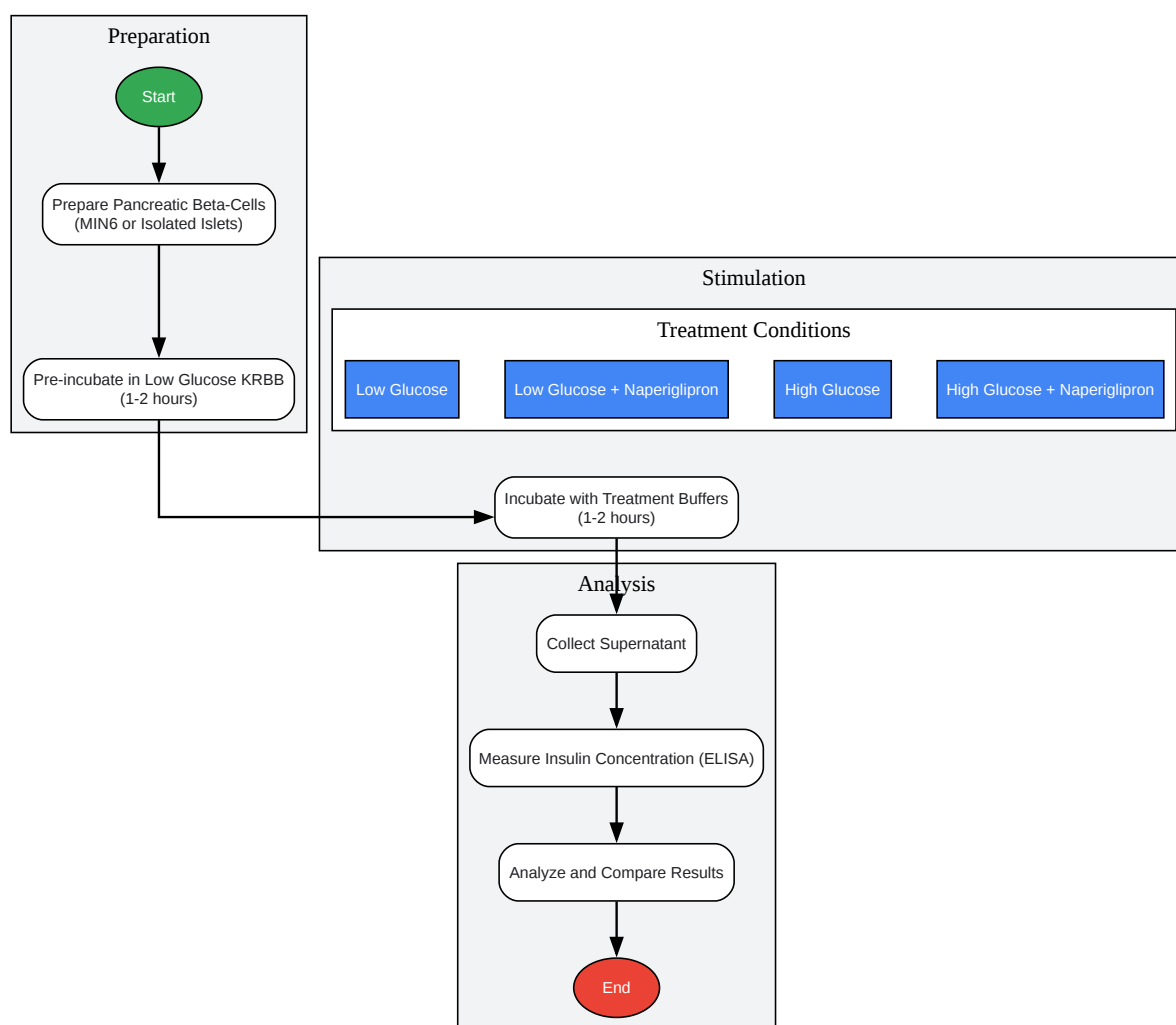 Preparation
Start
Prepare Pancreatic Beta-Cells
(MIN6 or Isolated Islets)
Pre-incubate in Low Glucose KRBB
(1-2 hours)
Stimulation
Treatment Conditions
Low Glucose
Low Glucose + Naperiglipron
High Glucose
High Glucose + Naperiglipron
Incubate with Treatment Buffers
(1-2 hours)
Analysis
Collect Supernatant
Measure Insulin Concentration (ELISA)
Analyze and Compare Results
End